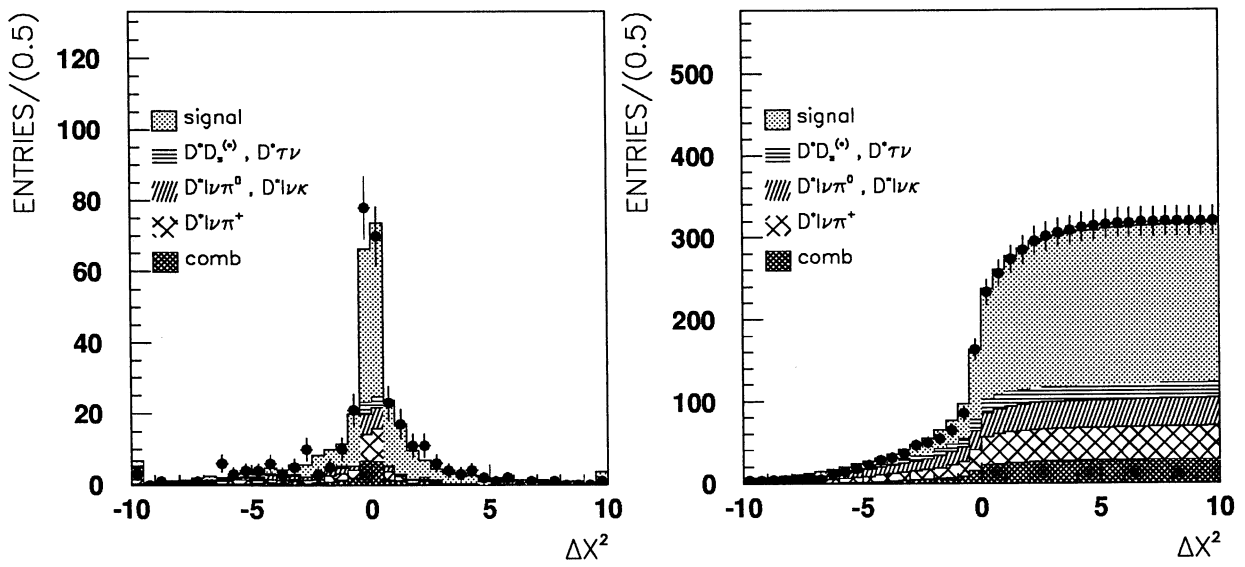 ENTRIES/(0.5)
120
100
80
60
40
20
0
signal
D*D_s^(*) , D*τν
D*lνπ⁰ , D*lνκ
D*lνπ⁺
comb
-10 -5 0 5 10
ΔX²
ENTRIES/(0.5)
500
400
300
200
100
0
signal
D*D_s^(*) , D*τν
D*lνπ⁰ , D*lνκ
D*lνπ⁺
comb
-10 -5 0 5 10
ΔX²